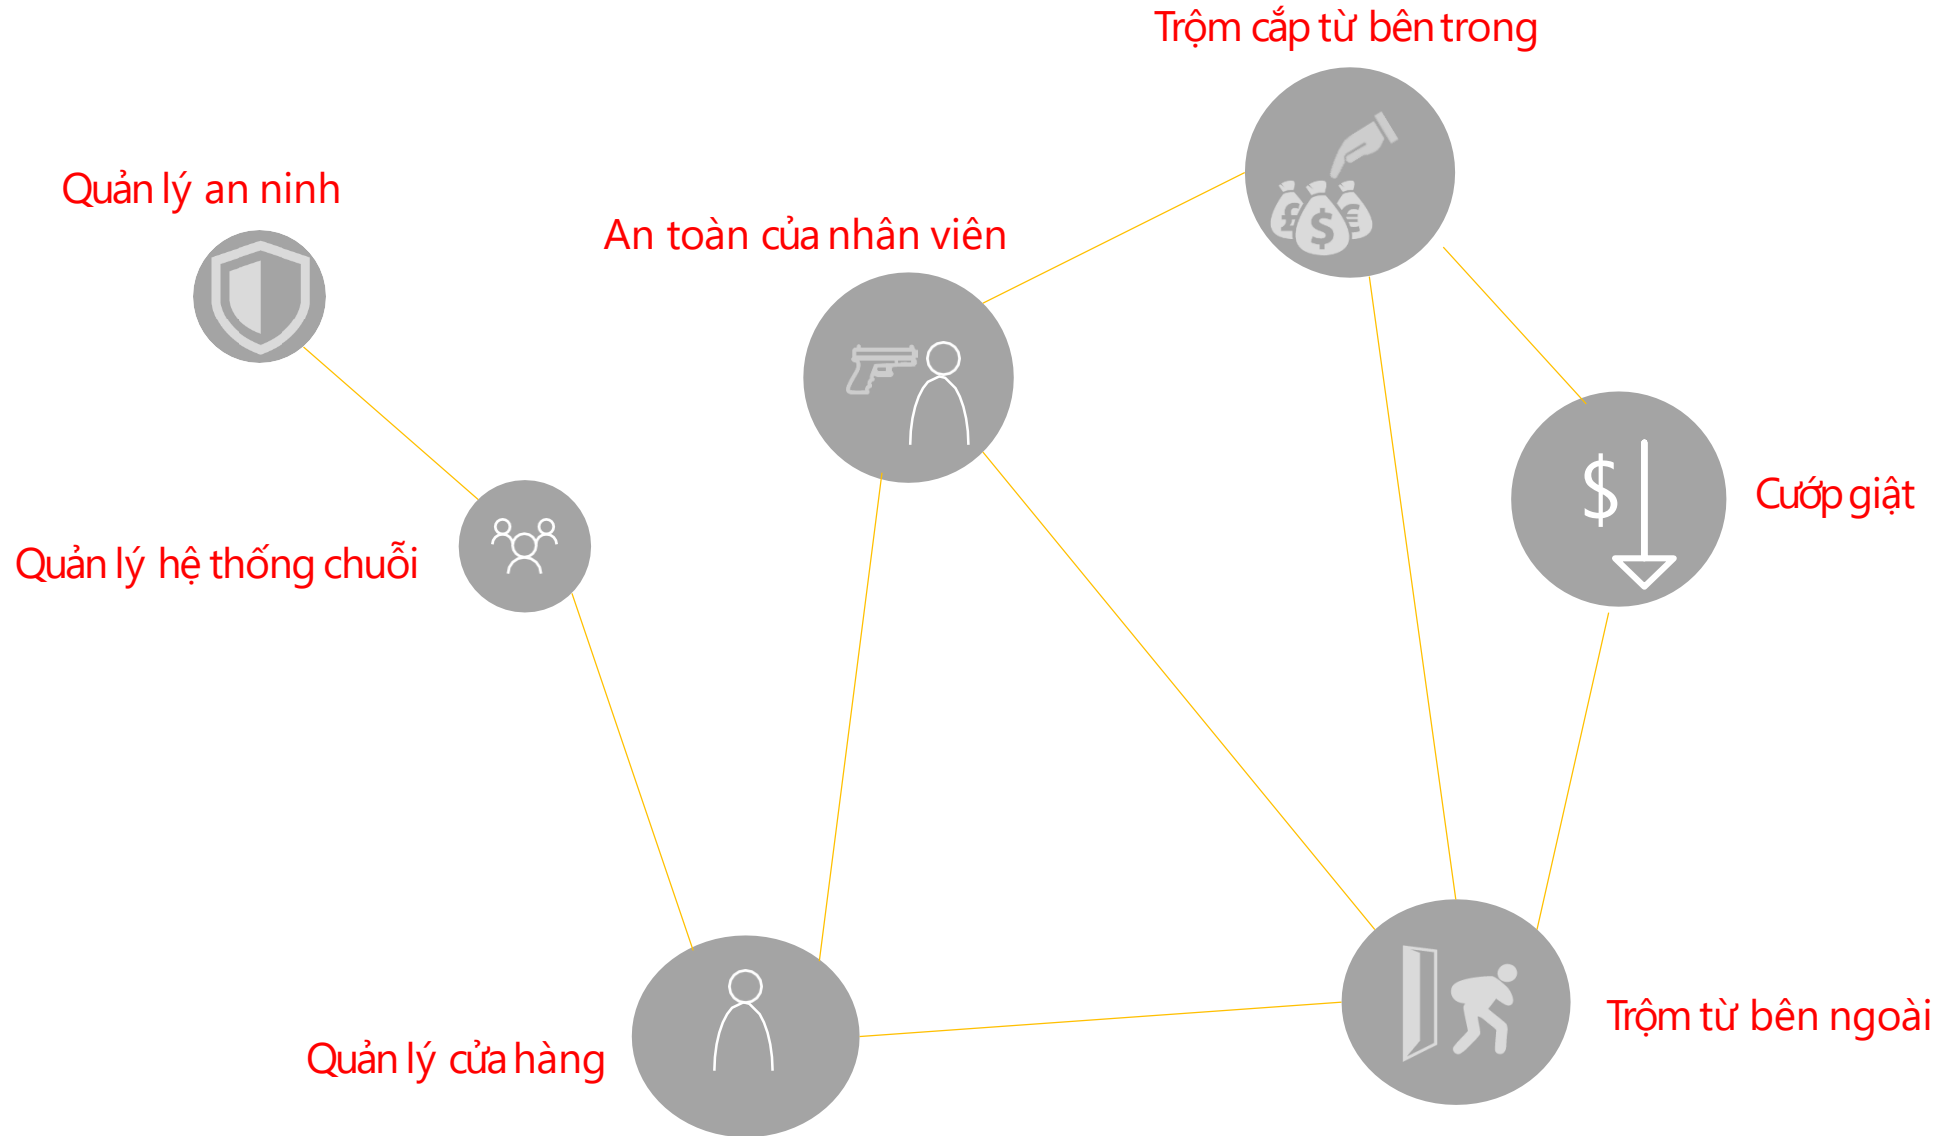 Trộm cắp từ bên trong
Quản lý an ninh
An toàn của nhân viên
£ $ €
$
Cướp giật
Quản lý hệ thống chuỗi
Trộm từ bên ngoài
Quản lý cửa hàng